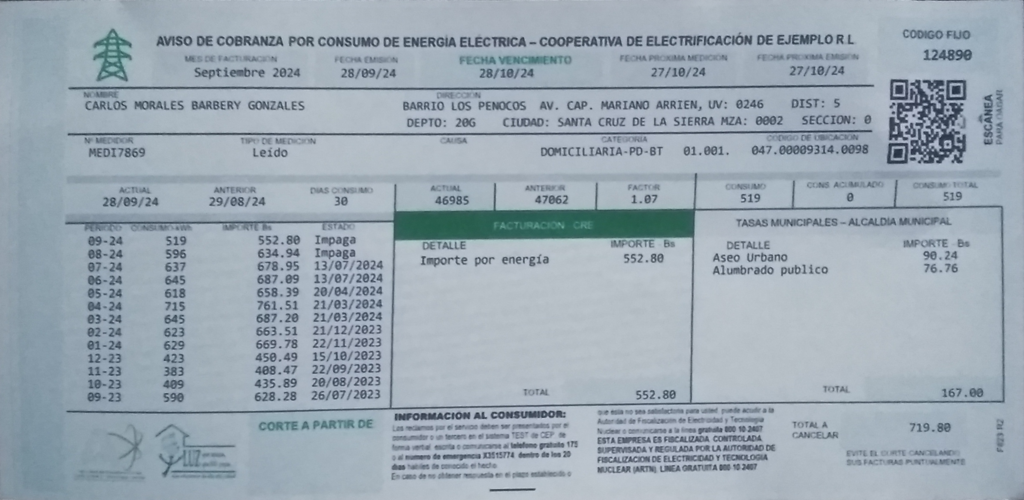 AVISO DE COBRANZA POR CONSUMO DE ENERGÍA ELÉCTRICA – COOPERATIVA DE ELECTRIFICACIÓN DE EJEMPLO R L
CODIGO FIJO
124890
MES DE FACTURACION FECHA EMISIÓN FECHA VENCIMIENTO FECHA PROXIMA MEDICION FECHA PROXIMA EMISION
Septiembre 2024 28/09/24 28/10/24 27/10/24 27/10/24
NOMBRE DIRECCION
CARLOS MORALES BARBERY GONZALES BARRIO LOS PENOCOS AV. CAP. MARIANO ARRIEN, UV: 0246 DIST: 5
DEPTO: 20G CIUDAD: SANTA CRUZ DE LA SIERRA MZA: 0002 SECCION: 0
ESCANEA
PARA PAGAR
Nº MEDIDOR TIPO DE MEDICION CAUSA CATEGORIA CODIGO DE UBICACION
MEDI7869 Leído DOMICILIARIA-PD-BT 01.001. 047.00009314.0098
ACTUAL ANTERIOR DIAS CONSUMO ACTUAL ANTERIOR FACTOR CONSUMO CONS ACUMULADO CONSUMO TOTAL
28/09/24 29/08/24 30 46985 47062 1.07 519 0 519
PERIODO CONSUMO kWh IMPORTE Bs ESTADO
09-24 519 552.80 Impaga
08-24 596 634.94 Impaga
07-24 637 678.95 13/07/2024
06-24 645 687.09 13/07/2024
05-24 618 658.39 20/04/2024
04-24 715 761.51 21/03/2024
03-24 645 687.20 21/03/2024
02-24 623 663.51 21/12/2023
01-24 629 669.78 22/11/2023
12-23 423 450.49 15/10/2023
11-23 383 408.47 22/09/2023
10-23 409 435.89 20/08/2023
09-23 590 628.28 26/07/2023
FACTURACION CRE
DETALLE IMPORTE Bs
Importe por energía 552.80
TOTAL 552.80
TASAS MUNICIPALES – ALCALDIA MUNICIPAL
DETALLE IMPORTE Bs
Aseo Urbano 90.24
Alumbrado publico 76.76
TOTAL 167.00
LUZ
CORTE A PARTIR DE
INFORMACIÓN AL CONSUMIDOR:
Los reclamos por el servicio deben ser presentados por el
consumidor o un tercero en el sistema TEST de CEP, de
forma verbal escrita o comunicarse al teléfono gratuito 175
o al número de emergencia X3515774 dentro de los 20
dias habiles de conocido el hecho.
En caso de no obtener respuesta en el plazo establecido o
que esta no sea satisfactoria para usted, puede acudir a la
Autoridad de Fiscalización de Electricidad y Tecnología
Nuclear o comunicarse a la línea gratuita 800 10 2407
ESTA EMPRESA ES FISCALIZADA, CONTROLADA,
SUPERVISADA Y REGULADA POR LA AUTORIDAD DE
FISCALIZACIÓN DE ELECTRICIDAD Y TECNOLOGIA
NUCLEAR (ARTN) LINEA GRATUITA 800 10 2407
TOTAL A
CANCELAR
719.80
EVITE EL CORTE CANCELANDO
SUS FACTURAS PUNTUALMENTE